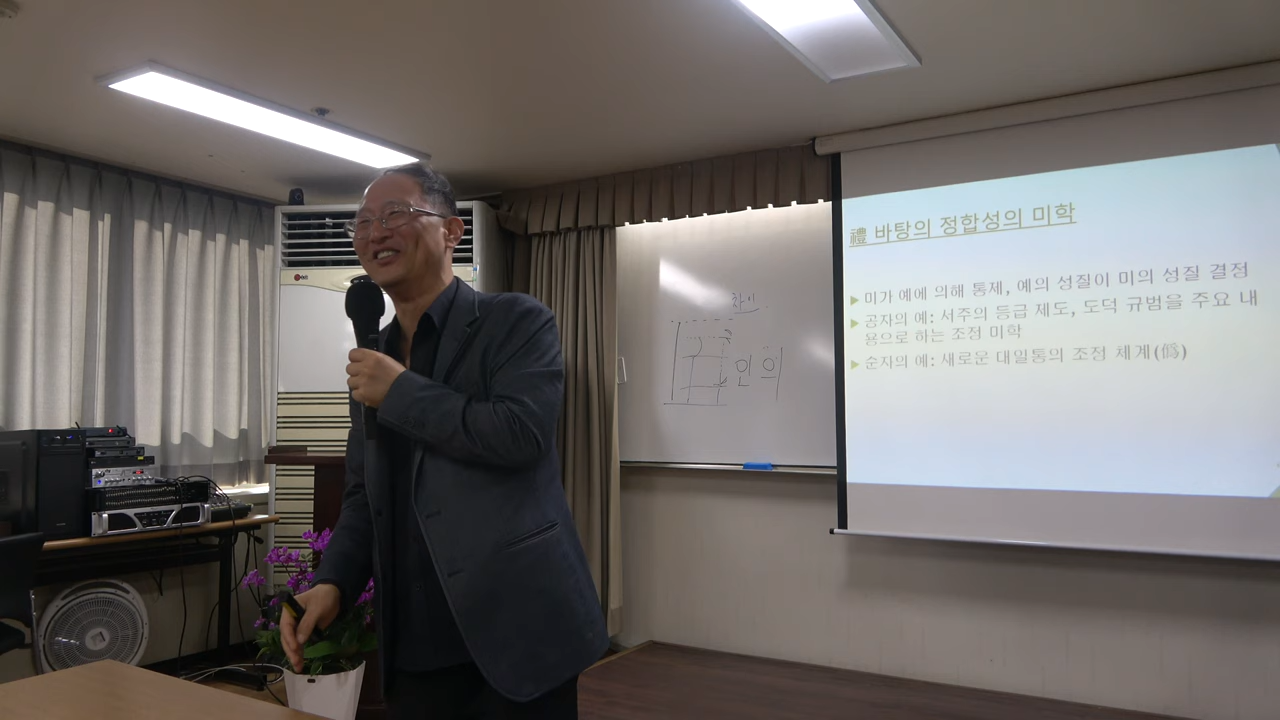 禮 바탕의 정합성의 미학
미가 예에 의해 통제, 예의 성질이 미의 성질 결정
공자의 예: 서주의 등급 제도, 도덕 규범을 주요 내
용으로 하는 조정 미학
순자의 예: 새로운 대일통의 조정 체계(僞)
인 의